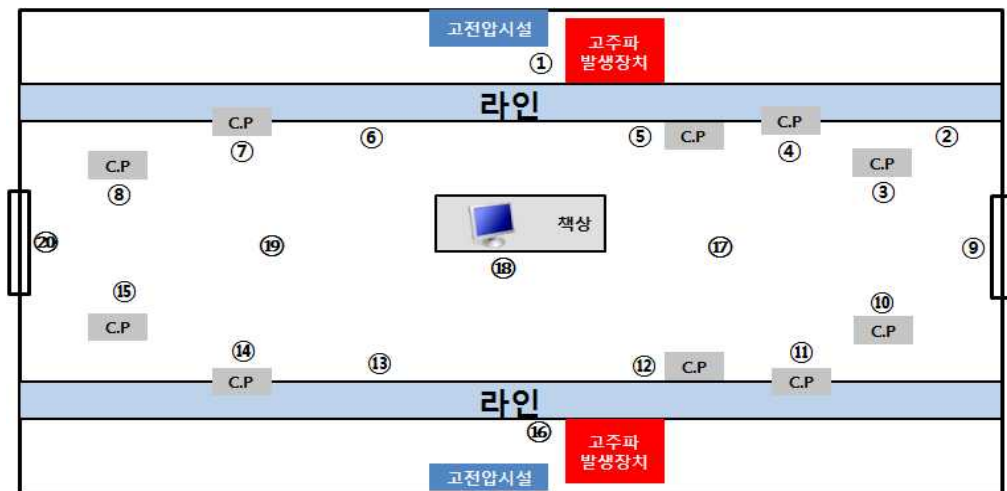 고전압시설
고주파
발생장치
①
라인
C.P
C.P
⑥
⑤
C.P
②
⑦
④
C.P
C.P
⑧
③
책상
⑳
⑲
⑰
⑨
⑱
⑮
⑩
C.P
C.P
⑭
⑪
⑬
⑫
C.P
C.P
C.P
라인
⑯
고주파
발생장치
고전압시설